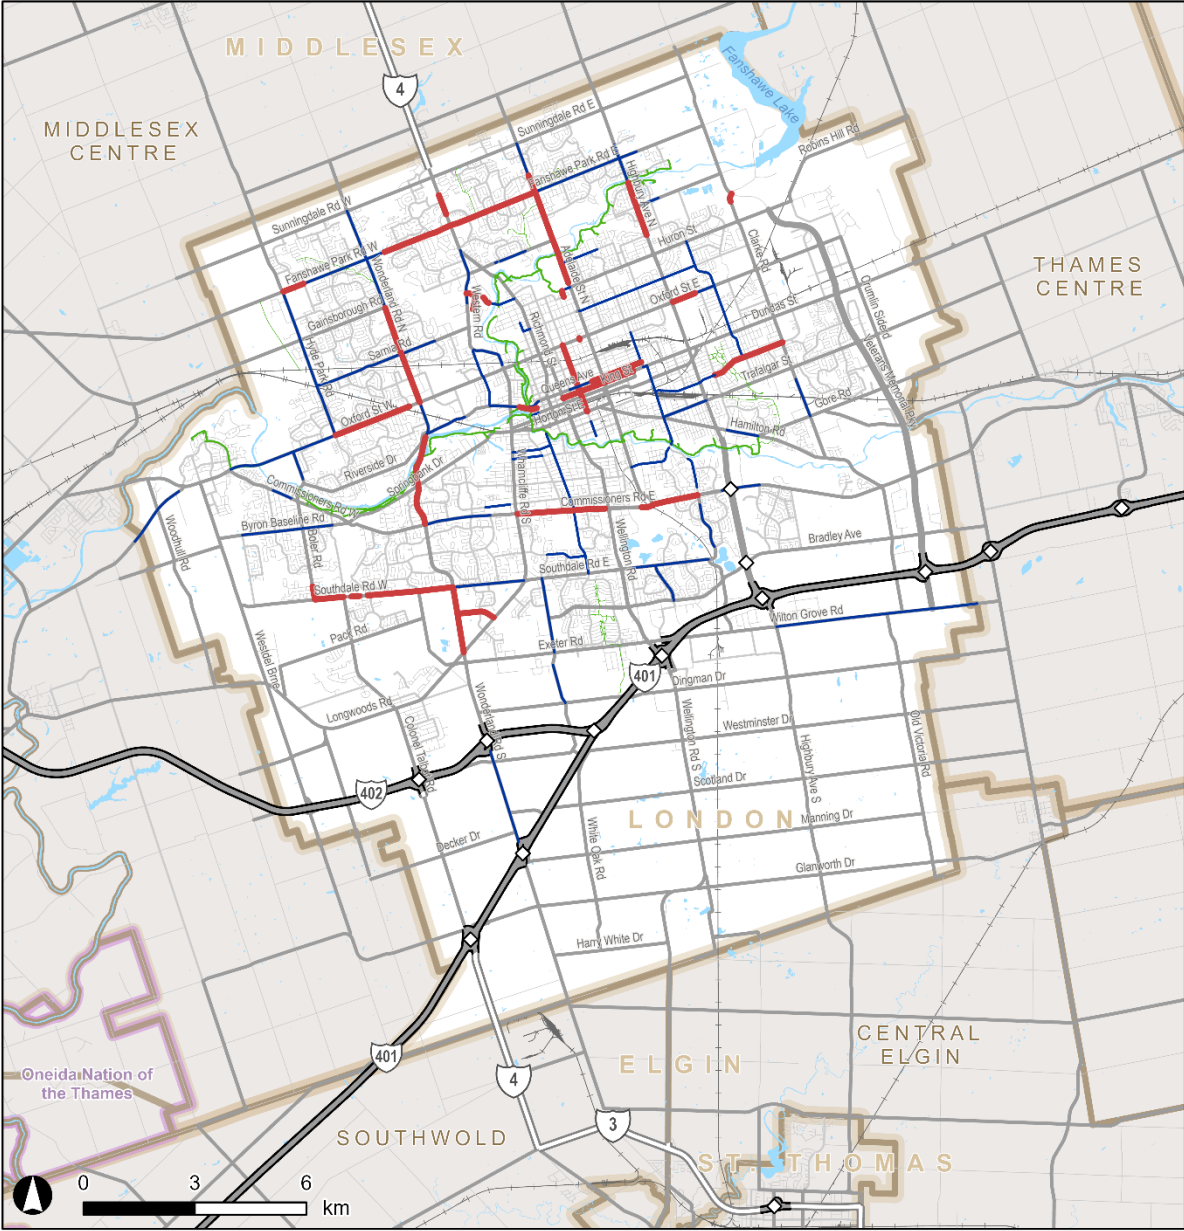 MIDDLESEX
4
Fanshawe Lake
MIDDLESEX
CENTRE
Sunningdale Rd E
Robins Hill Rd
Fanshawe Park Rd E
Highbury Ave N
Sunningdale Rd W
Fanshawe Park Rd W
Huron St
Clarke Rd
Adelaide St N
THAMES
CENTRE
Wonderland Rd N
Western Rd
Oxford St E
Crumlin Siderd
Gainsborough Rd
Dundas St
Richmond St
Sarnia Rd
Veterans Memorial Pkwy
Hyde Park Rd
Queens Ave
King St
Trafalgar St
Oxford St W
Horton St E
Gore Rd
Hamilton Rd
Riverside Dr
Springbank Dr
Wharncliffe Rd S
Commissioners Rd W
Commissioners Rd E
Woodhull Rd
Byron Baseline Rd
Boler Rd
Wellington Rd
Bradley Ave
Southdale Rd E
Southdale Rd W
Wilton Grove Rd
Pack Rd
Exeter Rd
Westdel Brne
401
Dingman Dr
Longwoods Rd
Wonderland Rd S
Colonel Talbot Rd
Wellington Rd S
Westminster Dr
Highbury Ave S
Old Victoria Rd
402
Scotland Dr
LONDON
Manning Dr
Decker Dr
White Oak Rd
Glanworth Dr
Harry White Dr
CENTRAL
ELGIN
401
ELGIN
Oneida Nation of
the Thames
4
3
SOUTHWOLD
ST. THOMAS
0 3 6
km